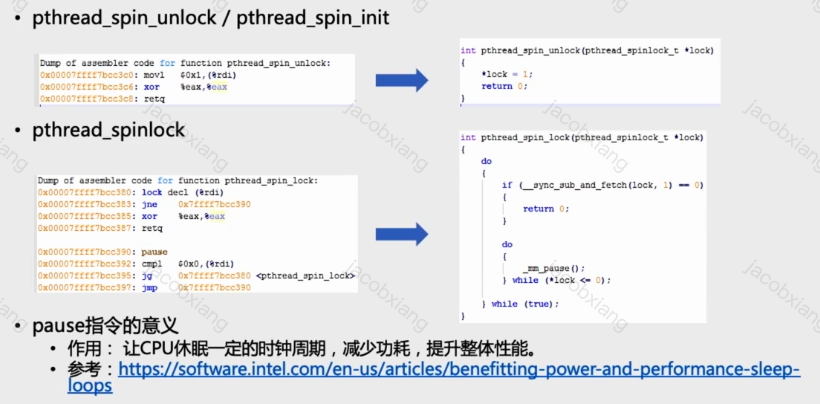 • pthread_spin_unlock / pthread_spin_init
Dump of assembler code for function pthread_spin_unlock:
0x00007ffff7bcc3c0: movl $0x1,(%rdi)
0x00007ffff7bcc3c6: xor %eax,%eax
0x00007ffff7bcc3c8: retq
int pthread_spin_unlock(pthread_spinlock_t *lock)
{
*lock = 1;
return 0;
}
• pthread_spinlock
Dump of assembler code for function pthread_spin_lock:
0x00007ffff7bcc380: lock decl (%rdi)
0x00007ffff7bcc383: jne 0x7ffff7bcc390
0x00007ffff7bcc385: xor %eax,%eax
0x00007ffff7bcc387: retq
0x00007ffff7bcc390: pause
0x00007ffff7bcc392: cmpl $0x0,(%rdi)
0x00007ffff7bcc395: jg 0x7ffff7bcc380 <pthread_spin_lock>
0x00007ffff7bcc397: jmp 0x7ffff7bcc390
int pthread_spin_lock(pthread_spinlock_t *lock)
{
do
{
if (__sync_sub_and_fetch(lock, 1) == 0)
{
return 0;
}
do
{
_mm_pause();
} while (*lock <= 0);
} while (true);
}
• pause指令的意义
• 作用： 让CPU休眠一定的时钟周期，减少功耗，提升整体性能。
• 参考：https://software.intel.com/en-us/articles/benefitting-power-and-performance-sleep-
loops
jacobxiang